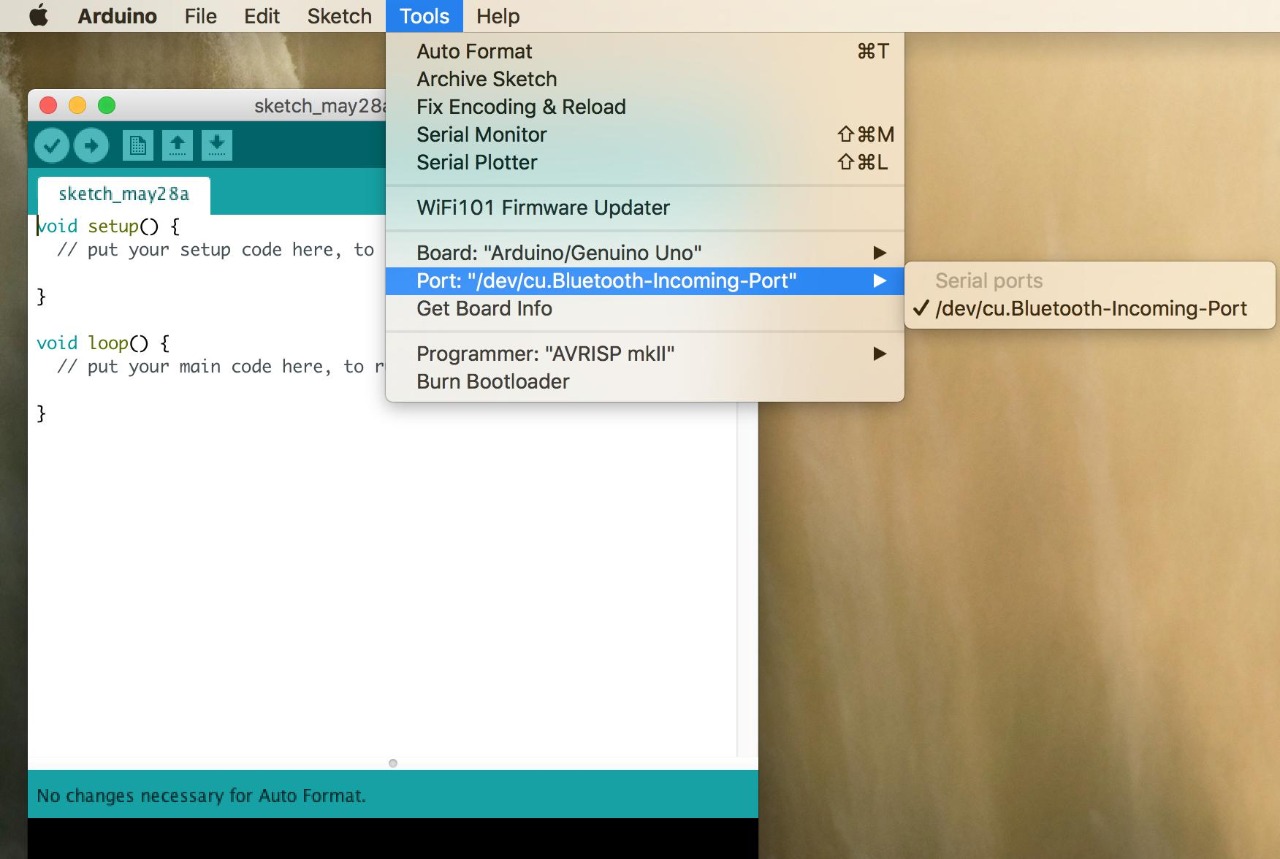 Arduino File Edit Sketch Tools Help
Auto Format ⌘T
Archive Sketch
Fix Encoding & Reload
Serial Monitor ⇧⌘M
Serial Plotter ⇧⌘L
WiFi101 Firmware Updater
Board: "Arduino/Genuino Uno"
Port: "/dev/cu.Bluetooth-Incoming-Port"
Get Board Info
Programmer: "AVRISP mkII"
Burn Bootloader
Serial ports
✓ /dev/cu.Bluetooth-Incoming-Port
sketch_may28a
sketch_may28a
void setup() {
// put your setup code here, to
}
void loop() {
// put your main code here, to r
}
No changes necessary for Auto Format.